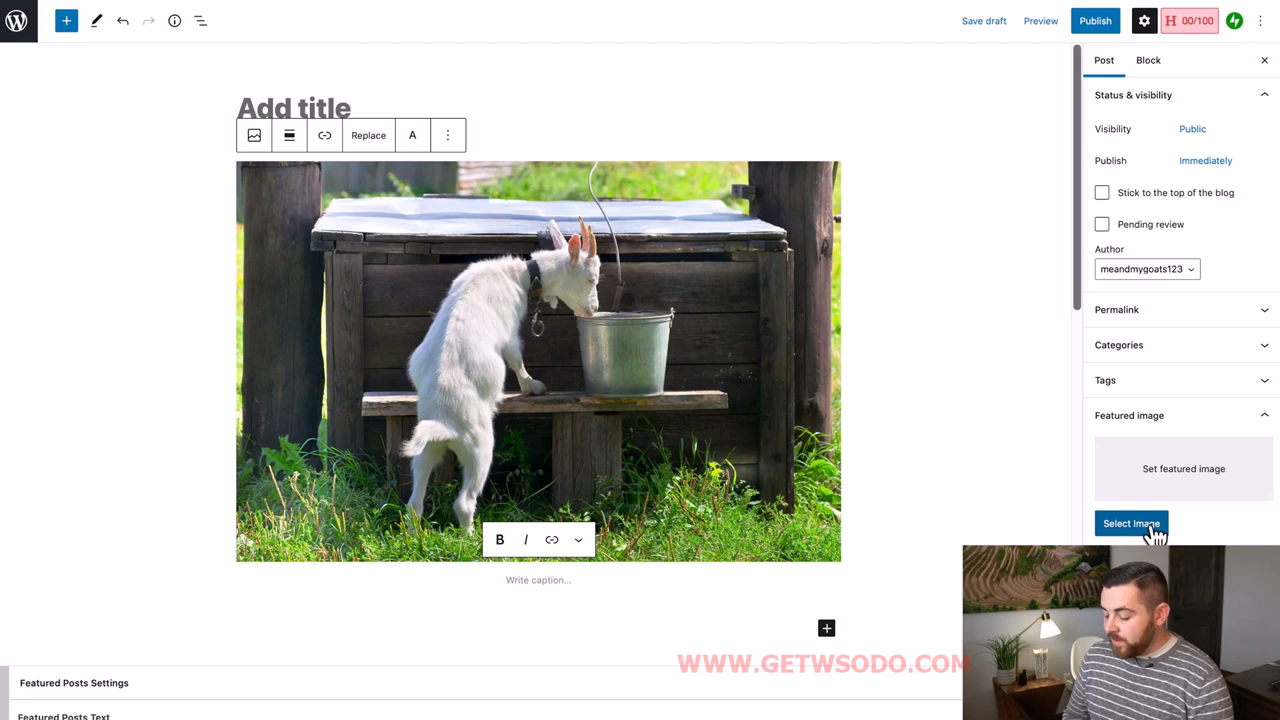 Save draft Preview Publish H 00/100
Post Block
Add title
Replace A
Status & visibility
Visibility Public
Publish Immediately
Stick to the top of the blog
Pending review
Author
meandmygoats123
Permalink
Categories
Tags
Featured image
Set featured image
Select Image
B I
Write caption...
WWW.GETWSODO.COM
Featured Posts Settings
Featured Posts Text